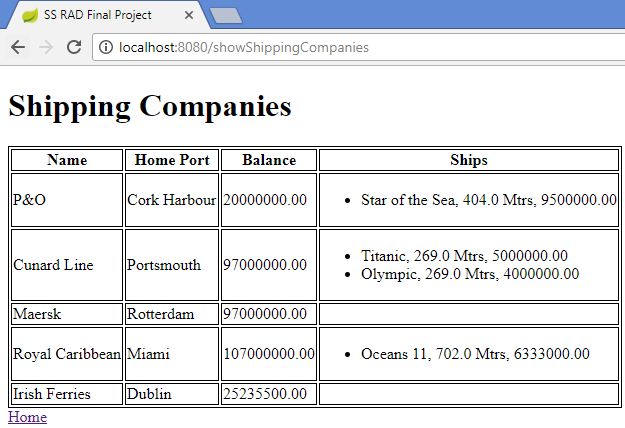 SS RAD Final Project
localhost:8080/showShippingCompanies
Shipping Companies
Name Home Port Balance Ships
P&O Cork Harbour 20000000.00 • Star of the Sea, 404.0 Mtrs, 9500000.00
Cunard Line Portsmouth 97000000.00 • Titanic, 269.0 Mtrs, 5000000.00
• Olympic, 269.0 Mtrs, 4000000.00
Maersk Rotterdam 97000000.00
Royal Caribbean Miami 107000000.00 • Oceans 11, 702.0 Mtrs, 6333000.00
Irish Ferries Dublin 25235500.00
Home